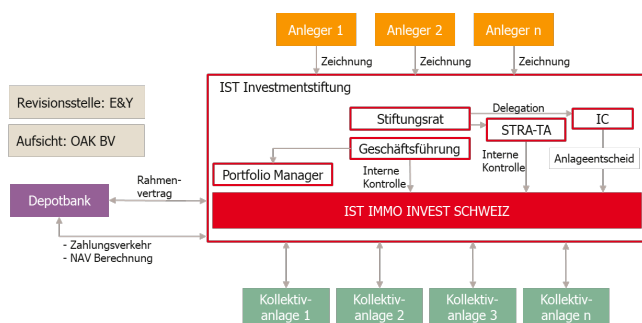 Anleger 1
Anleger 2
Anleger n
Zeichnung
Zeichnung
Zeichnung
IST Investmentstiftung
Revisionsstelle: E&Y
Aufsicht: OAK BV
Stiftungsrat
Delegation
IC
STRA-TA
Geschäftsführung
Portfolio Manager
Interne
Kontrolle
Interne
Kontrolle
Anlageentscheid
Rahmen-
vertrag
Depotbank
IST IMMO INVEST SCHWEIZ
- Zahlungsverkehr
- NAV Berechnung
Kollektiv-
anlage 1
Kollektiv-
anlage 2
Kollektiv-
anlage 3
Kollektiv-
anlage n